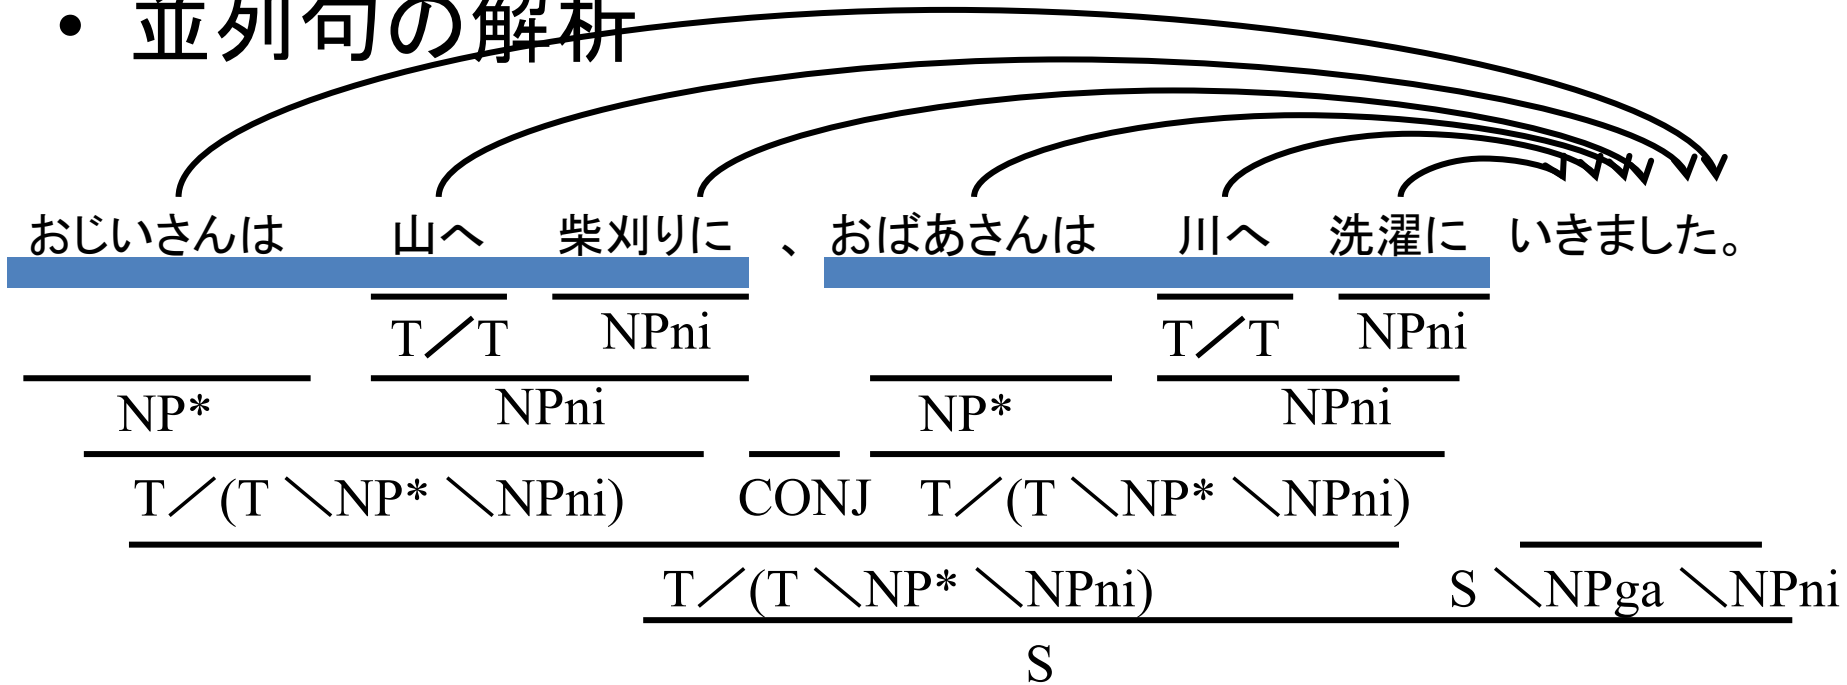 • 並列句の解析
おじいさんは 山へ 柴刈りに 、おばあさんは 川へ 洗濯に いきました。
T／T NPni T／T NPni
NP* NPni NP* NPni
T／(T ＼NP* ＼NPni) CONJ T／(T ＼NP* ＼NPni)
T／(T ＼NP* ＼NPni) S ＼NPga ＼NPni
S